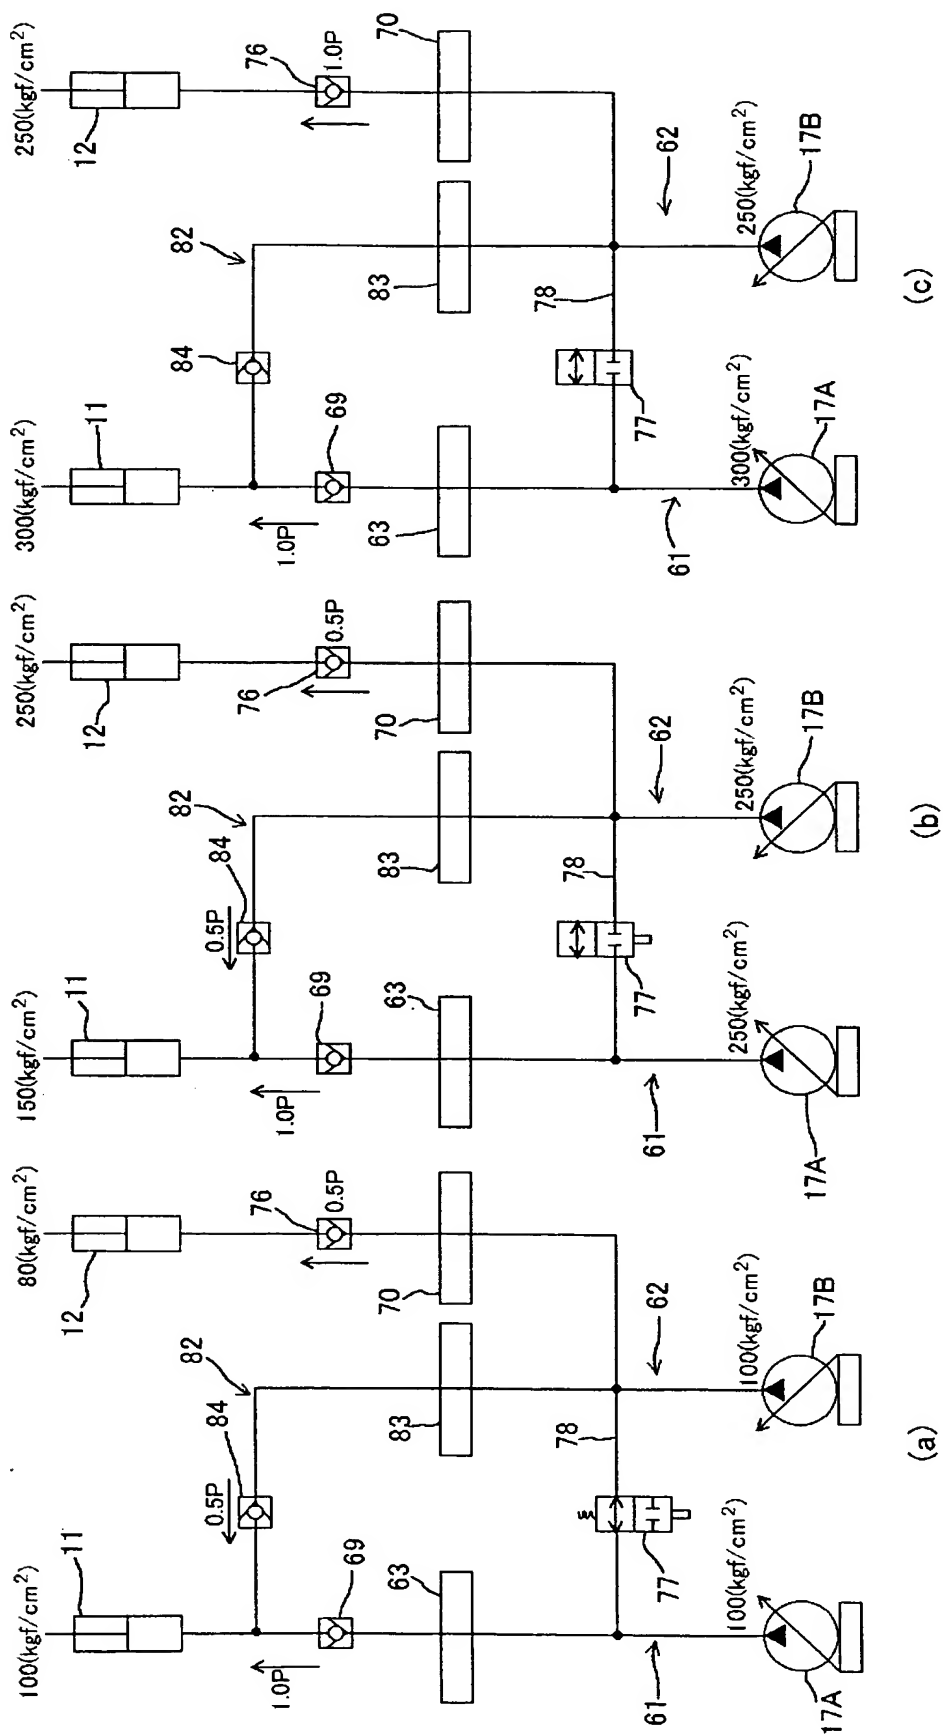 100(kgf/cm²)
11
80(kgf/cm²)
12
82
84
0.5P
76
0.5P
69
1.0P
63
83
70
78
77
62
61
100(kgf/cm²)
17A
100(kgf/cm²)
17B
(a)
150(kgf/cm²)
11
250(kgf/cm²)
12
82
84
0.5P
76
0.5P
69
1.0P
63
83
70
78
77
62
61
250(kgf/cm²)
17A
250(kgf/cm²)
17B
(b)
300(kgf/cm²)
11
250(kgf/cm²)
12
82
84
76
1.0P
69
1.0P
63
83
70
78
77
62
61
300(kgf/cm²)
17A
250(kgf/cm²)
17B
(c)